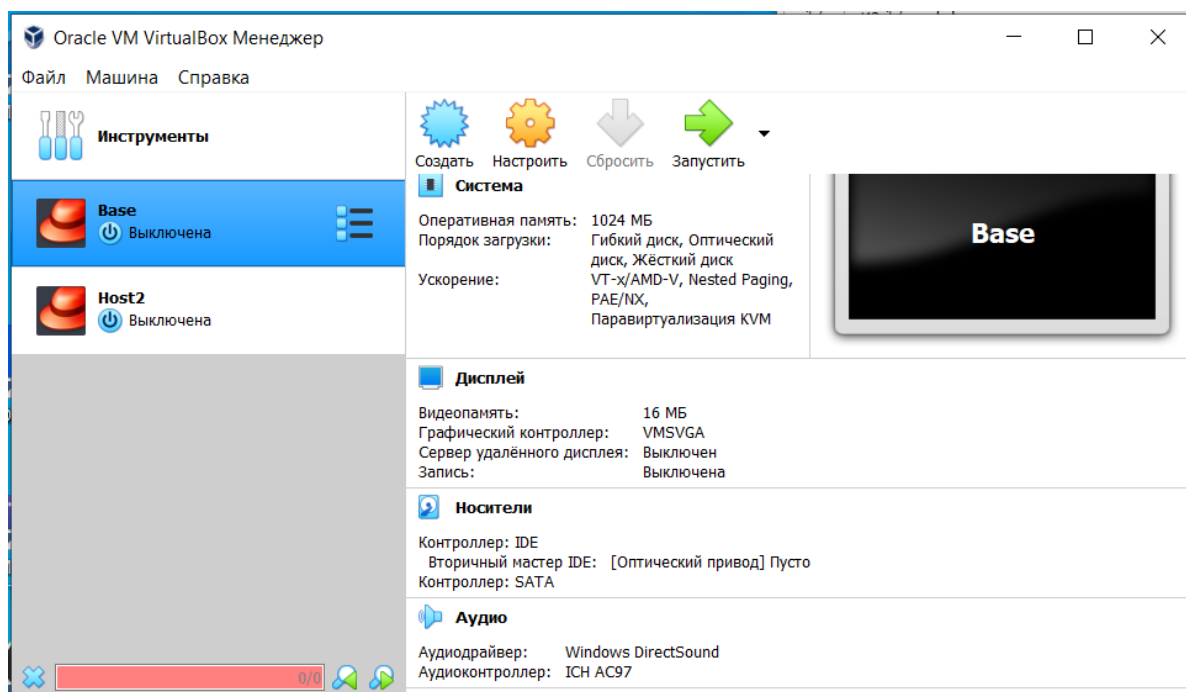 Oracle VM VirtualBox Менеджер
Файл Машина Справка
Инструменты
Base
Выключена
Host2
Выключена
0/0
Создать Настроить Сбросить Запустить
Система
Оперативная память: 1024 МБ
Порядок загрузки: Гибкий диск, Оптический
диск, Жёсткий диск
Ускорение: VT-x/AMD-V, Nested Paging,
PAE/NX,
Паравиртуализация KVM
Base
Дисплей
Видеопамять: 16 МБ
Графический контроллер: VMSVGA
Сервер удалённого дисплея: Выключен
Запись: Выключена
Носители
Контроллер: IDE
Вторичный мастер IDE: [Оптический привод] Пусто
Контроллер: SATA
Аудио
Аудиодрайвер: Windows DirectSound
Аудиоконтроллер: ICH AC97